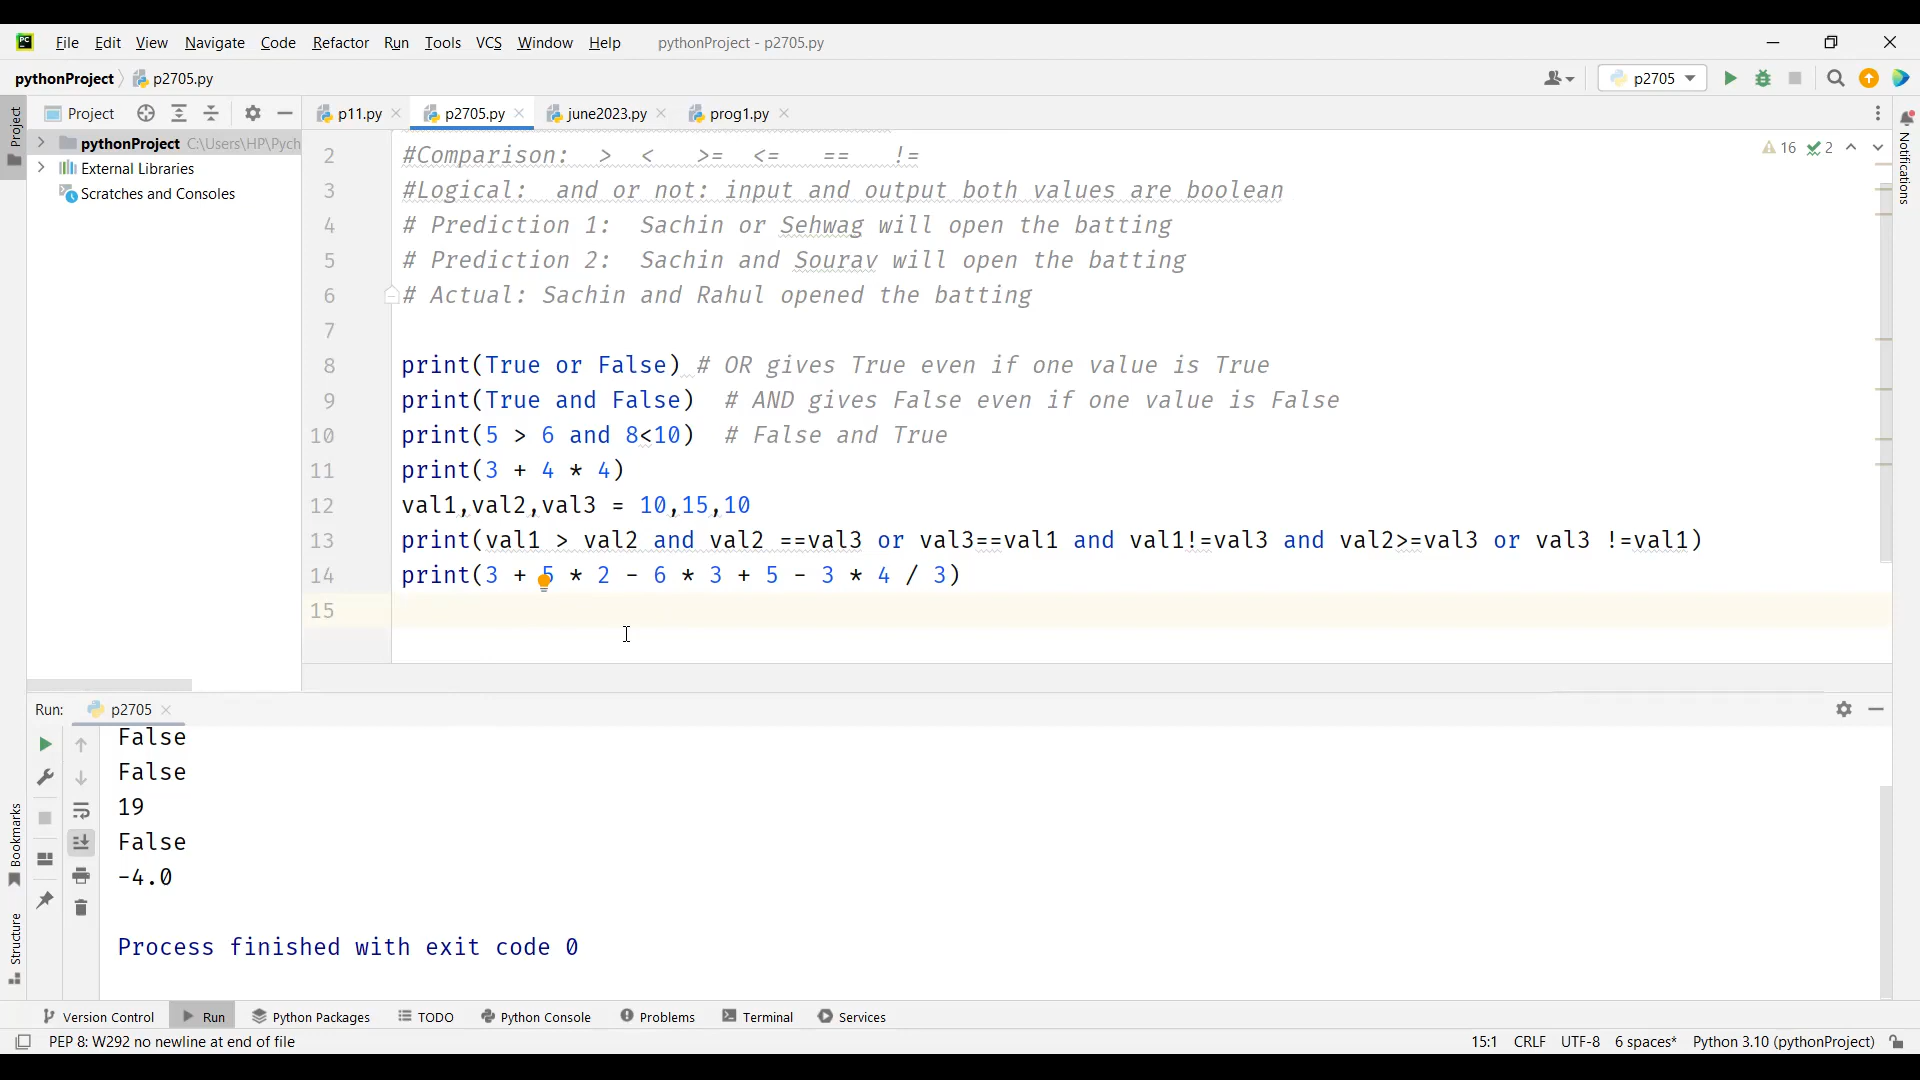 PC File Edit View Navigate Code Refactor Run Tools VCS Window Help pythonProject - p2705.py
pythonProject p2705.py p2705
Project p11.py p2705.py june2023.py prog1.py
pythonProject C:\Users\HP\Pych
External Libraries
Scratches and Consoles
Project
Bookmarks
Structure
Notifications
16 2
2 #Comparison: > < >= <= == !=
3 #Logical: and or not: input and output both values are boolean
4 # Prediction 1: Sachin or Sehwag will open the batting
5 # Prediction 2: Sachin and Sourav will open the batting
6 # Actual: Sachin and Rahul opened the batting
7
8 print(True or False) # OR gives True even if one value is True
9 print(True and False) # AND gives False even if one value is False
10 print(5 > 6 and 8<10) # False and True
11 print(3 + 4 * 4)
12 val1,val2,val3 = 10,15,10
13 print(val1 > val2 and val2 ==val3 or val3==val1 and val1!=val3 and val2>=val3 or val3 !=val1)
14 print(3 + 5 * 2 - 6 * 3 + 5 - 3 * 4 / 3)
15
Run: p2705
False
False
19
False
-4.0
Process finished with exit code 0
Version Control Run Python Packages TODO Python Console Problems Terminal Services
PEP 8: W292 no newline at end of file 15:1 CRLF UTF-8 6 spaces* Python 3.10 (pythonProject)